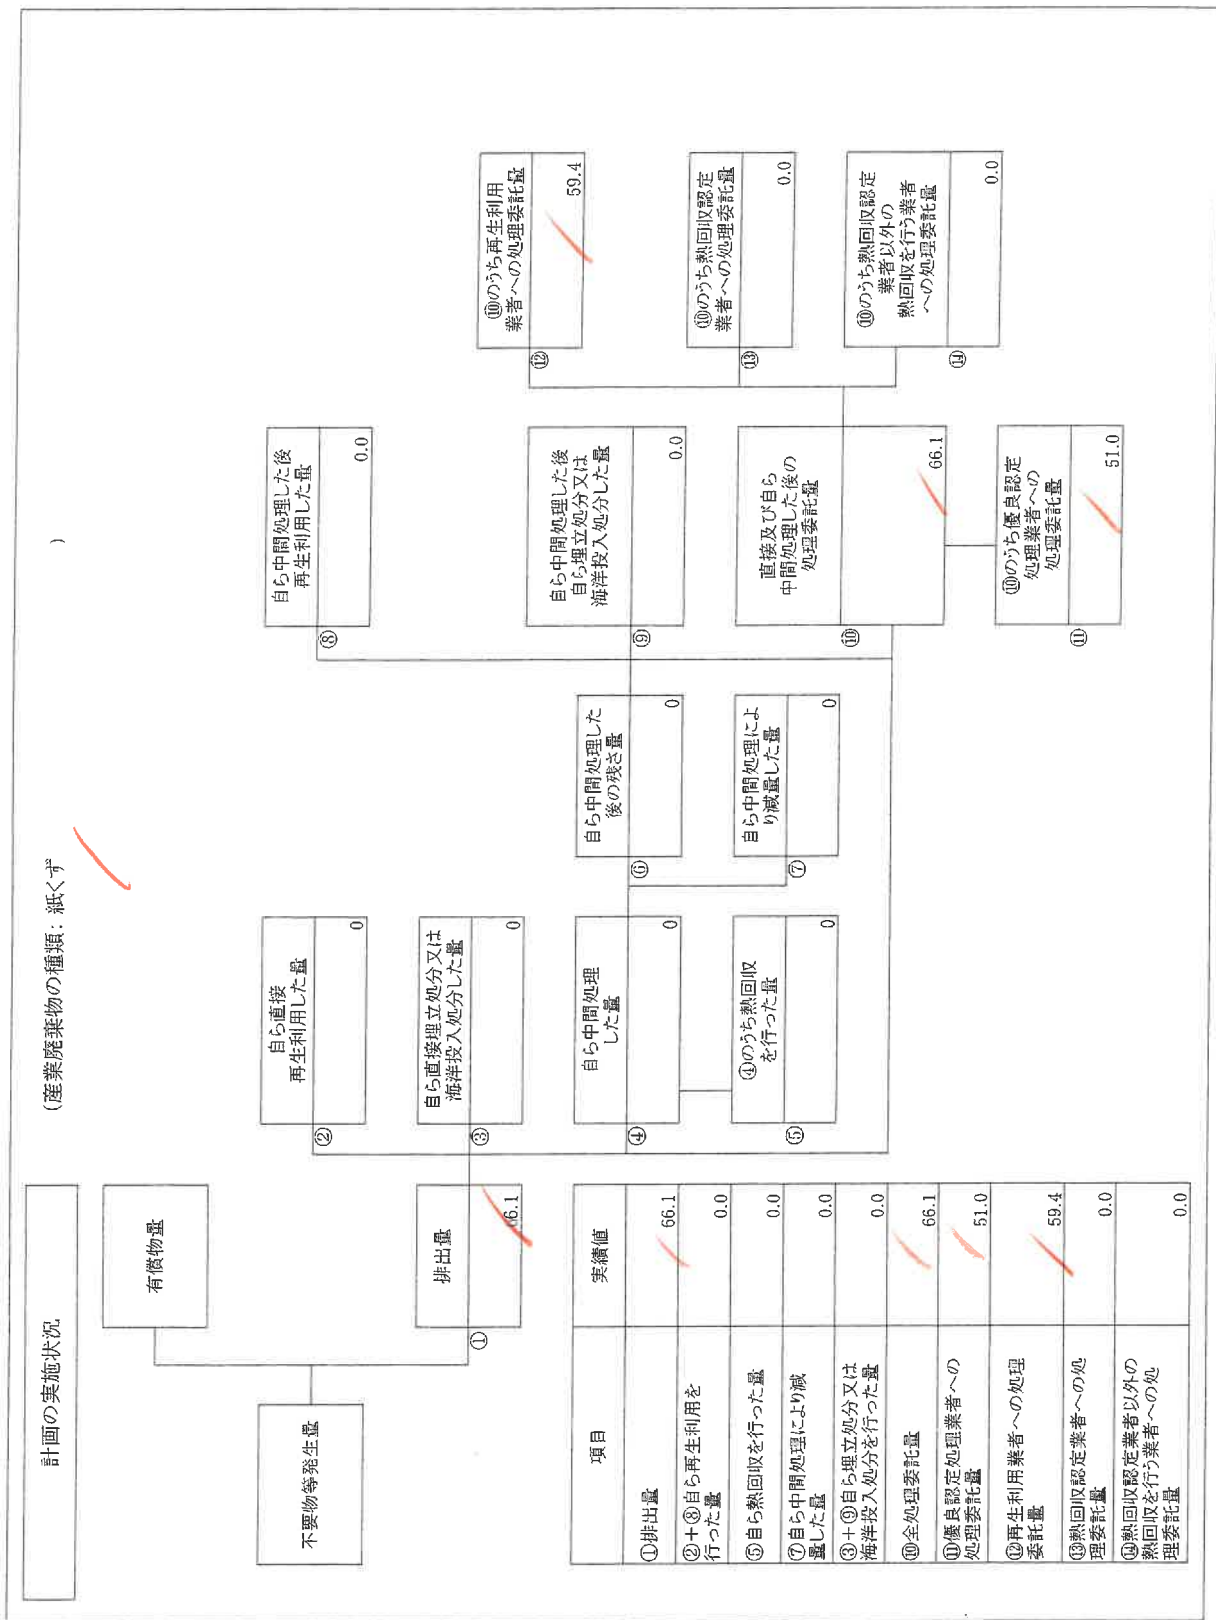 計画の実施状況
(産業廃棄物の種類：紙くず
)
不要物等発生量
有償物量
①
排出量
66.1
②
自ら直接
再生利用した量
0
③
自ら直接埋立処分又は
海洋投入処分した量
0
④
自ら中間処理
した量
0
⑤
④のうち熱回収
を行った量
0
⑥
自ら中間処理した
後の残さ量
0
⑦
自ら中間処理によ
り減量した量
0
⑧
自ら中間処理した後
再生利用した量
0.0
⑨
自ら中間処理した後
自ら埋立処分又は
海洋投入処分した量
0.0
⑩
直接及び自ら
中間処理した後の
処理委託量
66.1
⑪
⑩のうち優良認定
処理業者への
処理委託量
51.0
⑫
⑩のうち再生利用
業者への処理委託量
59.4
⑬
⑩のうち熱回収認定
業者への処理委託量
0.0
⑭
⑩のうち熱回収認定
業者以外の
熱回収を行う業者
への処理委託量
0.0
項目 実績値
①排出量 66.1
②+⑧自ら再生利用を
行った量 0.0
⑤自ら熱回収を行った量 0.0
⑦自ら中間処理により減
量した量 0.0
③+⑨自ら埋立処分又は
海洋投入処分を行った量 0.0
⑩全処理委託量 66.1
⑪優良認定処理業者への
処理委託量 51.0
⑫再生利用業者への処理
委託量 59.4
⑬熱回収認定業者への処
理委託量 0.0
⑭熱回収認定業者以外の
熱回収を行う業者への処
理委託量 0.0